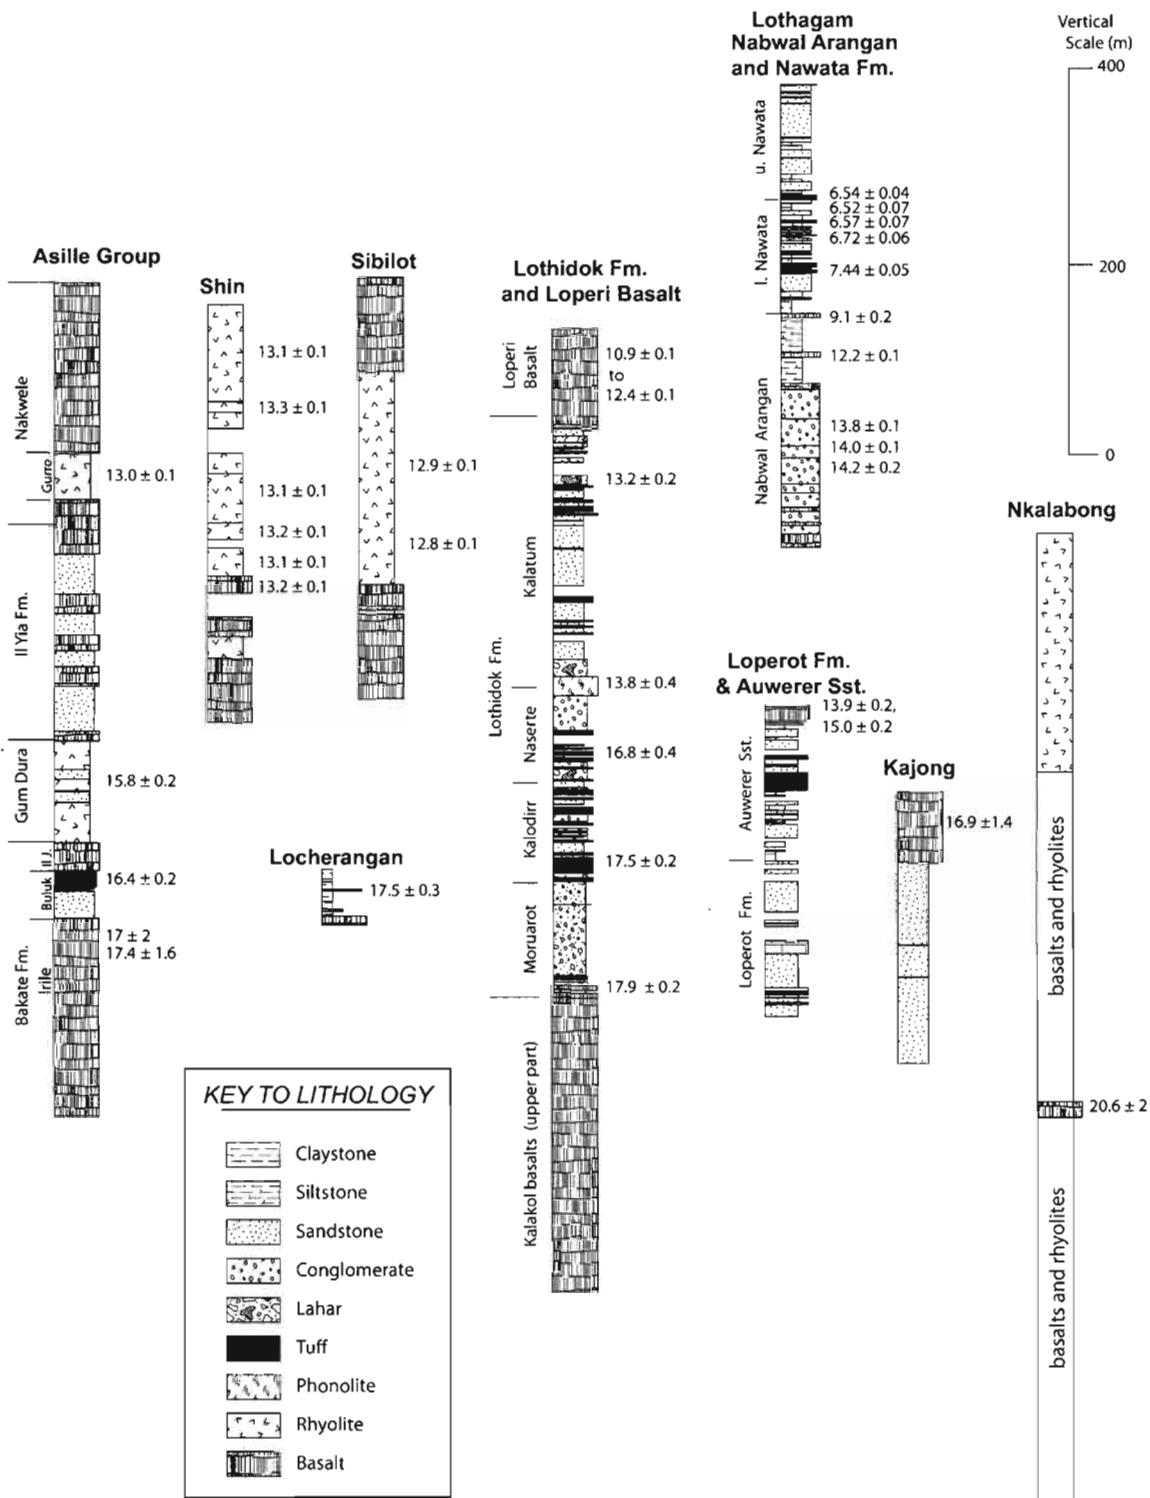 Lothagam
Nabwal Arangan
and Nawata Fm.
Vertical
Scale (m)
400
200
0
u. Nawata
l. Nawata
Nabwal Arangan
6.54 ± 0.04
6.52 ± 0.07
6.57 ± 0.07
6.72 ± 0.06
7.44 ± 0.05
9.1 ± 0.2
12.2 ± 0.1
13.8 ± 0.1
14.0 ± 0.1
14.2 ± 0.2
Asille Group
Nakwele
Gurro
Il Yia Fm.
Gum Dura
Il J.
Buluk
Bakate Fm.
Irile
13.0 ± 0.1
15.8 ± 0.2
16.4 ± 0.2
17 ± 2
17.4 ± 1.6
Shin
13.1 ± 0.1
13.3 ± 0.1
13.1 ± 0.1
13.2 ± 0.1
13.1 ± 0.1
13.2 ± 0.1
Sibilot
12.9 ± 0.1
12.8 ± 0.1
Lothidok Fm.
and Loperi Basalt
Loperi
Basalt
Lothidok Fm.
Kalatum
Naserte
Kalodirr
Moruarot
Kalakol basalts (upper part)
10.9 ± 0.1
to
12.4 ± 0.1
13.2 ± 0.2
13.8 ± 0.4
16.8 ± 0.4
17.5 ± 0.2
17.9 ± 0.2
Locherangan
17.5 ± 0.3
Loperot Fm.
& Auwerer Sst.
Auwerer Sst.
Loperot Fm.
13.9 ± 0.2,
15.0 ± 0.2
Kajong
16.9 ±1.4
Nkalabong
basalts and rhyolites
20.6 ± 2
basalts and rhyolites
KEY TO LITHOLOGY
Claystone
Siltstone
Sandstone
Conglomerate
Lahar
Tuff
Phonolite
Rhyolite
Basalt